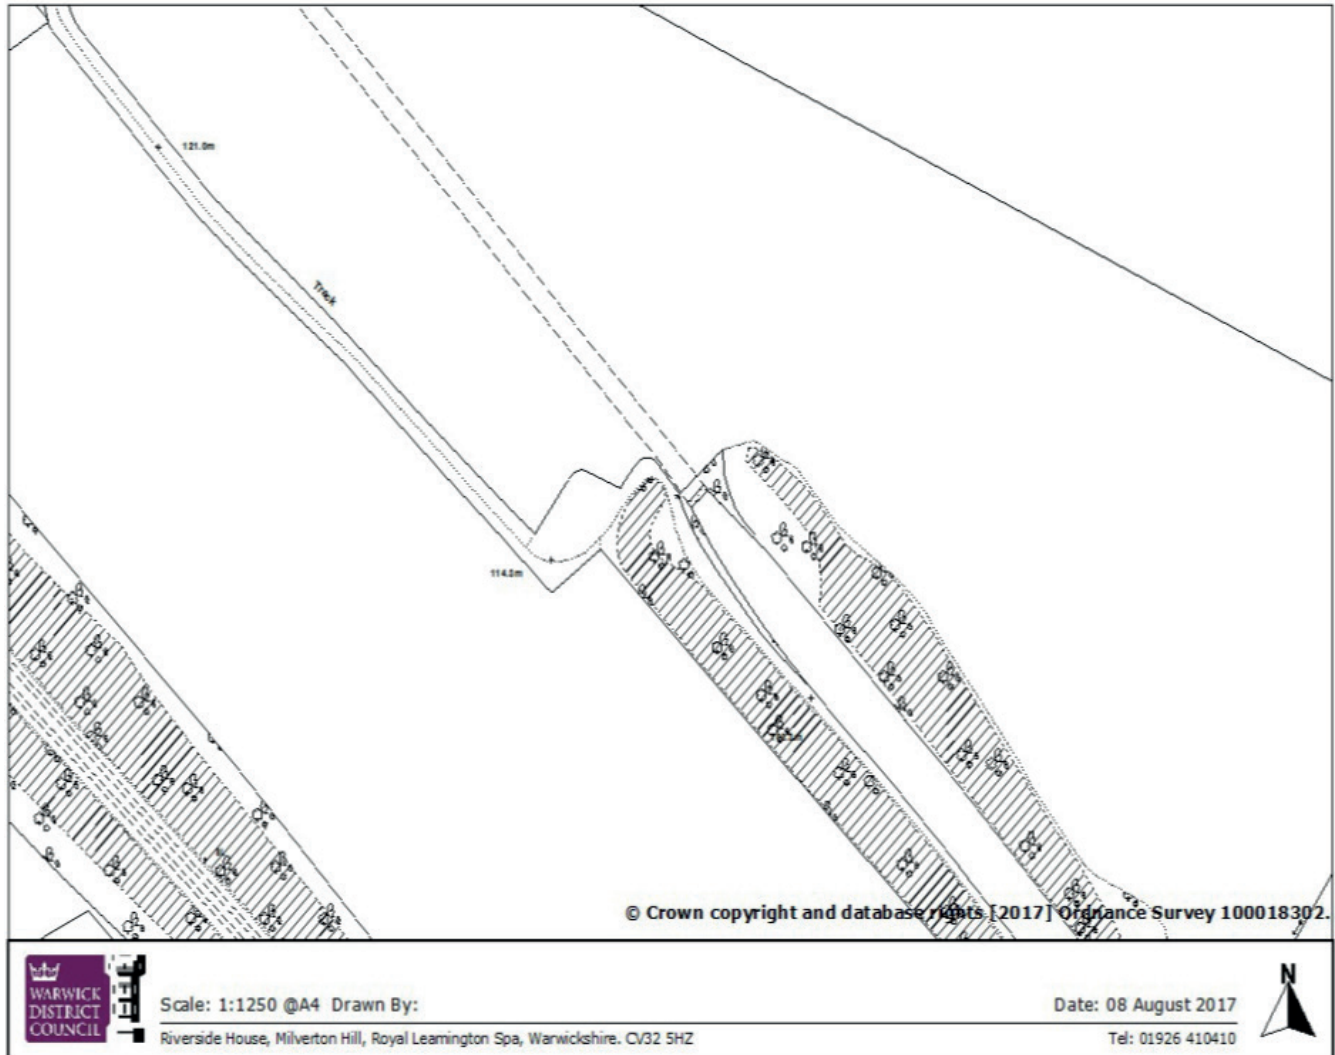 121.0m
Track
114.0m
© Crown copyright and database rights [2017] Ordnance Survey 100018302.
WARWICK
DISTRICT
COUNCIL
Scale: 1:1250 @A4 Drawn By:
Date: 08 August 2017
N
Riverside House, Milverton Hill, Royal Leamington Spa, Warwickshire. CV32 5HZ
Tel: 01926 410410